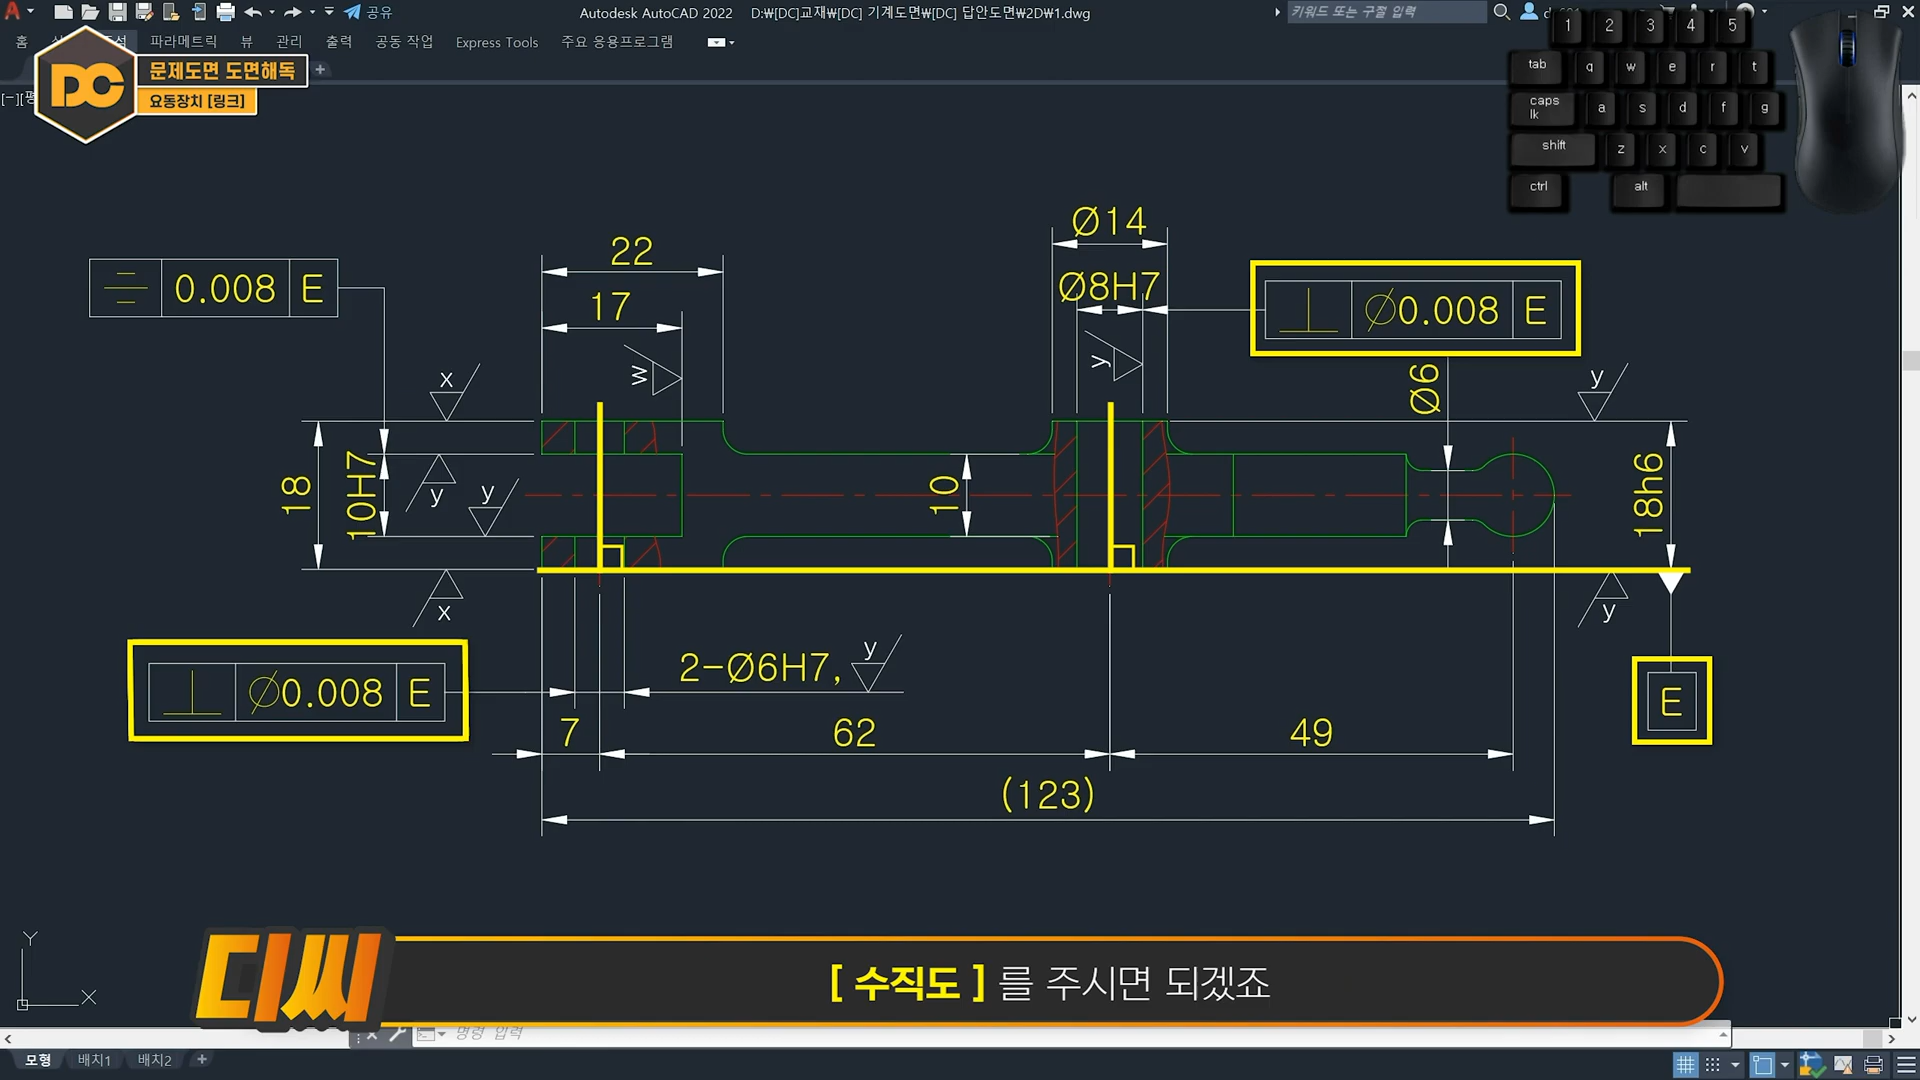 공유
Autodesk AutoCAD 2022 D:₩[DC]교재₩[DC] 기계도면₩[DC] 답안도면₩2D₩1.dwg
키워드 또는 구절 입력
홈
파라메트릭
뷰
관리
출력
공동 작업
Express Tools
주요 응용프로그램
DC
문제도면 도면해독
요동장치 [링크]
1 2 3 4 5
tab q w e r t
caps lk a s d f g
shift z x c v
ctrl alt
Ø14
22
Ø8H7
17
0.008 E
Ø0.008 E
Ø6
x
w
y
y
18
10H7
y
y
10
18h6
x
y
2-Ø6H7, y
Ø0.008 E
E
7
62
49
(123)
Y
X
디씨
[ 수직도 ] 를 주시면 되겠죠
명령 입력
모형 배치1 배치2 +